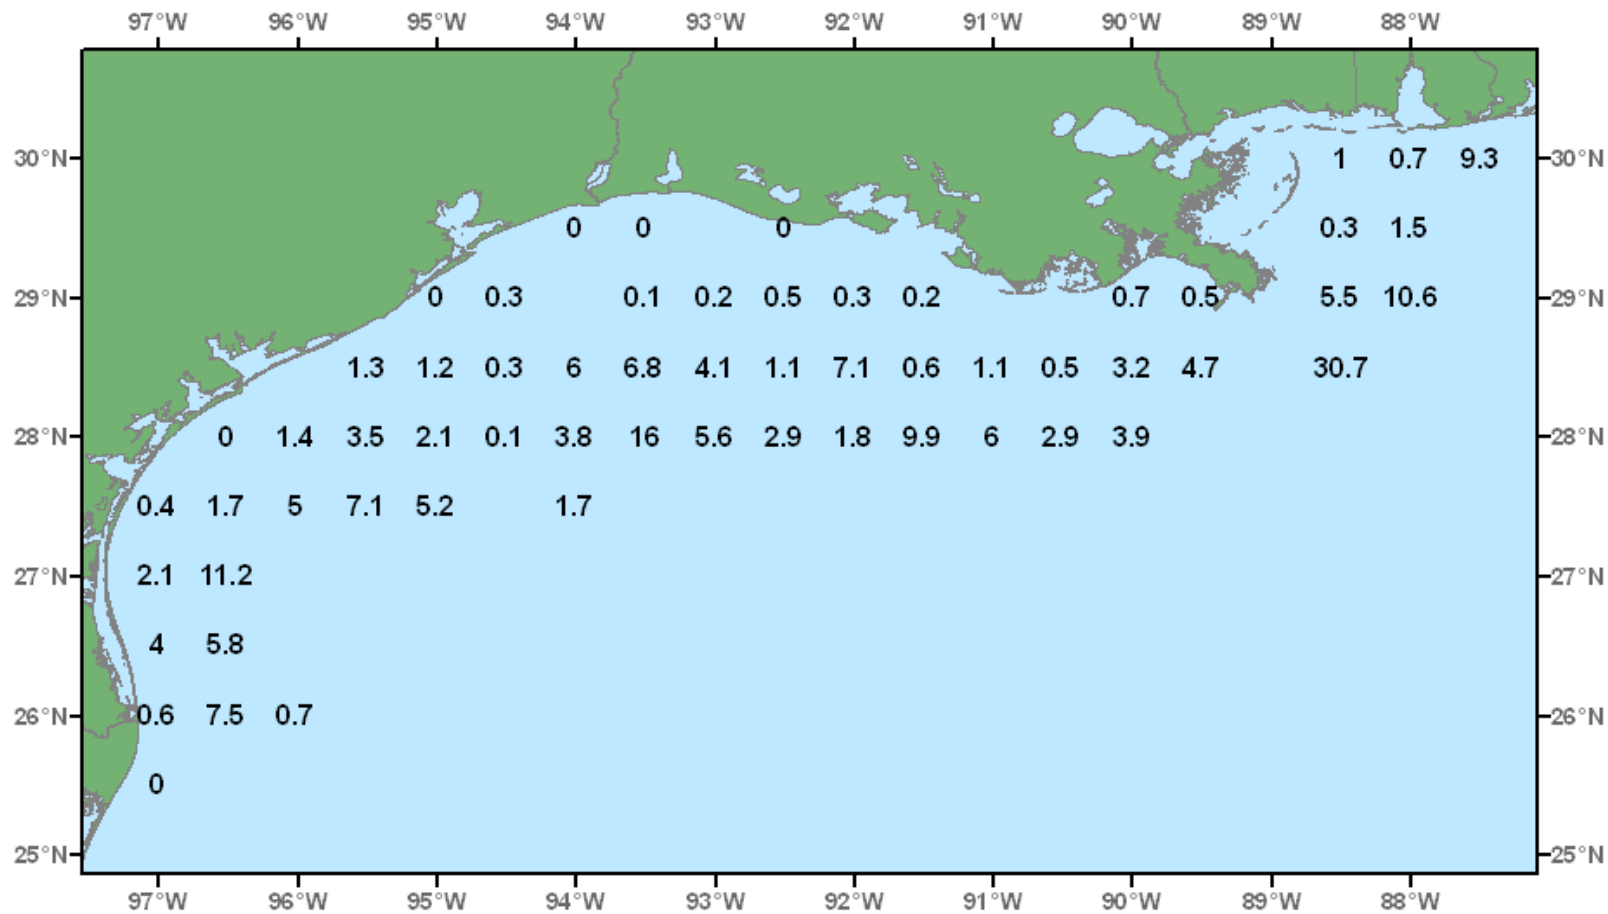 97°W 96°W 95°W 94°W 93°W 92°W 91°W 90°W 89°W 88°W
30°N 1 0.7 9.3 30°N
0 0 0 0.3 1.5
29°N 0 0.3 0.1 0.2 0.5 0.3 0.2 0.7 0.5 5.5 10.6 29°N
1.3 1.2 0.3 6 6.8 4.1 1.1 7.1 0.6 1.1 0.5 3.2 4.7 30.7
28°N 0 1.4 3.5 2.1 0.1 3.8 16 5.6 2.9 1.8 9.9 6 2.9 3.9 28°N
0.4 1.7 5 7.1 5.2 1.7
27°N 2.1 11.2 27°N
4 5.8
26°N 0.6 7.5 0.7 26°N
0
25°N 25°N
97°W 96°W 95°W 94°W 93°W 92°W 91°W 90°W 89°W 88°W